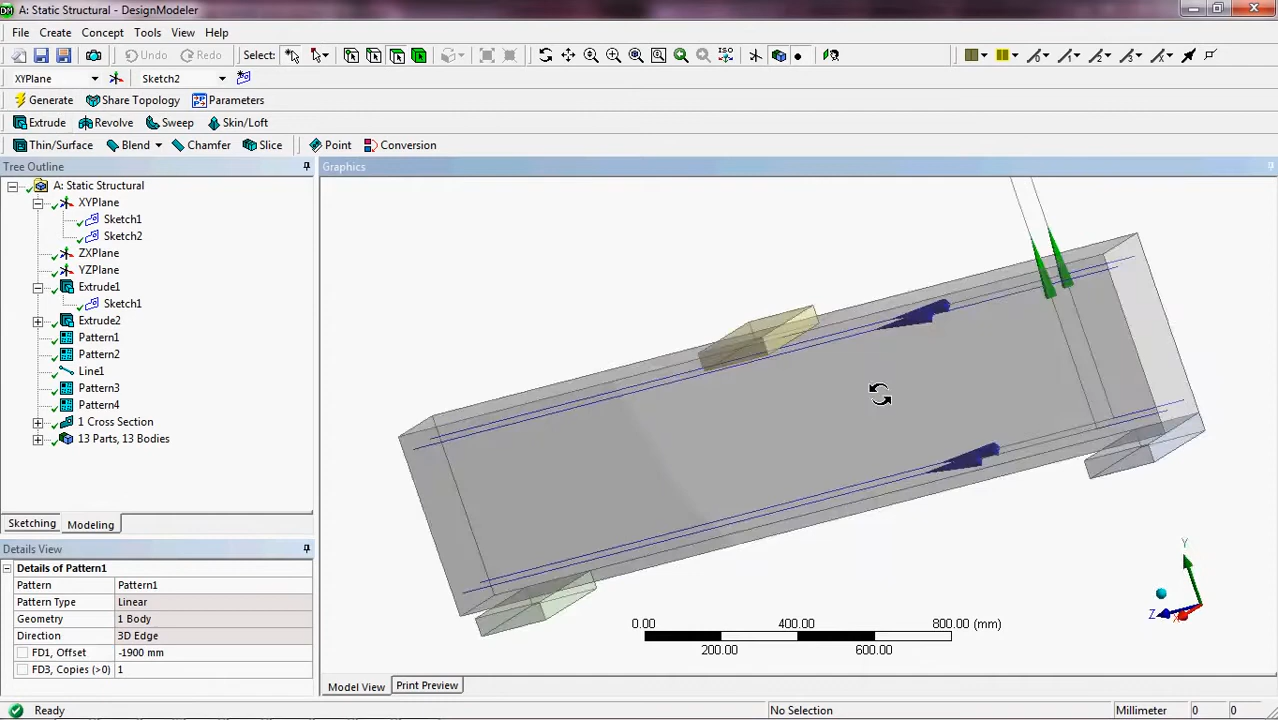 A: Static Structural - DesignModeler
File Create Concept Tools View Help
Undo Redo Select: ISO
XYPlane Sketch2
Generate Share Topology Parameters
Extrude Revolve Sweep Skin/Loft
Thin/Surface Blend Chamfer Slice Point Conversion
Tree Outline
A: Static Structural
XYPlane
Sketch1
Sketch2
ZXPlane
YZPlane
Extrude1
Sketch1
Extrude2
Pattern1
Pattern2
Line1
Pattern3
Pattern4
1 Cross Section
13 Parts, 13 Bodies
Sketching Modeling
Details View
Details of Pattern1
Pattern Pattern1
Pattern Type Linear
Geometry 1 Body
Direction 3D Edge
FD1, Offset -1900 mm
FD3, Copies (>0) 1
Graphics
Y
Z
X
0.00 400.00 800.00 (mm)
200.00 600.00
Model View Print Preview
Ready No Selection Millimeter 0 0